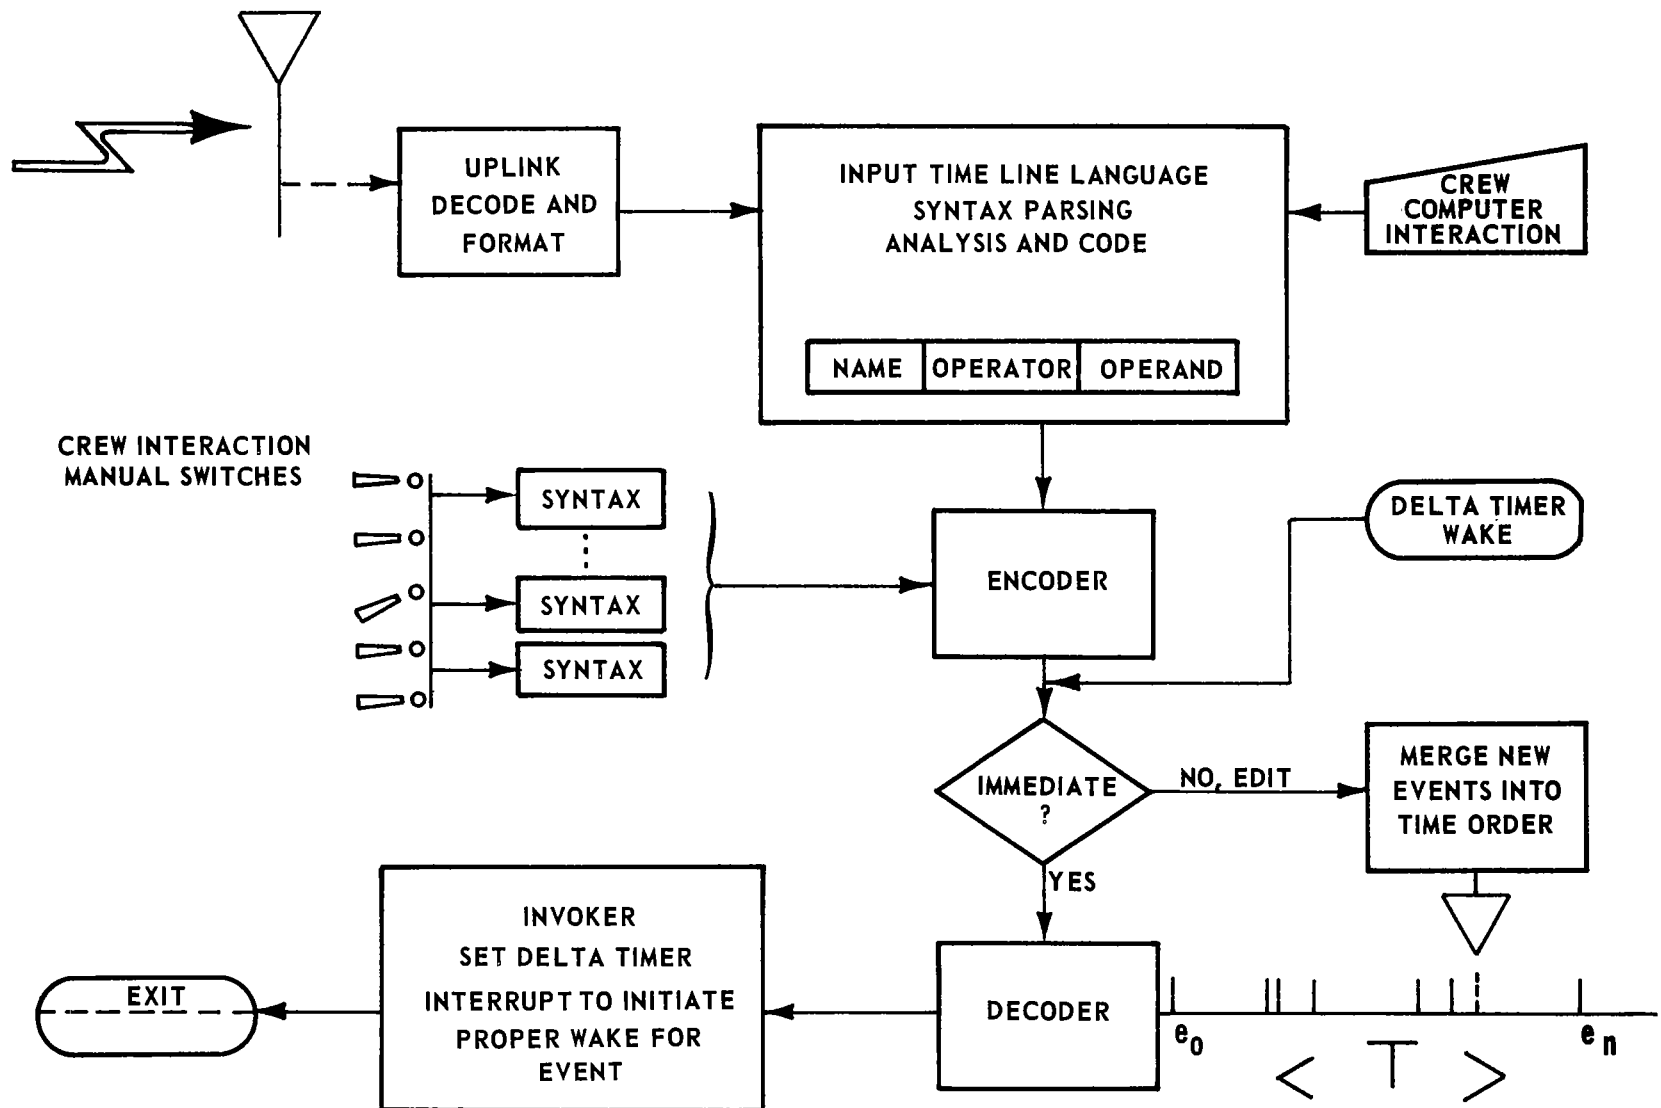 UPLINK
DECODE AND
FORMAT
INPUT TIME LINE LANGUAGE
SYNTAX PARSING
ANALYSIS AND CODE
NAME OPERATOR OPERAND
CREW
COMPUTER
INTERACTION
CREW INTERACTION
MANUAL SWITCHES
SYNTAX
SYNTAX
SYNTAX
ENCODER
DELTA TIMER
WAKE
IMMEDIATE
?
NO, EDIT
MERGE NEW
EVENTS INTO
TIME ORDER
YES
DECODER
INVOKER
SET DELTA TIMER
INTERRUPT TO INITIATE
PROPER WAKE FOR
EVENT
EXIT
e₀ eₙ
< T >